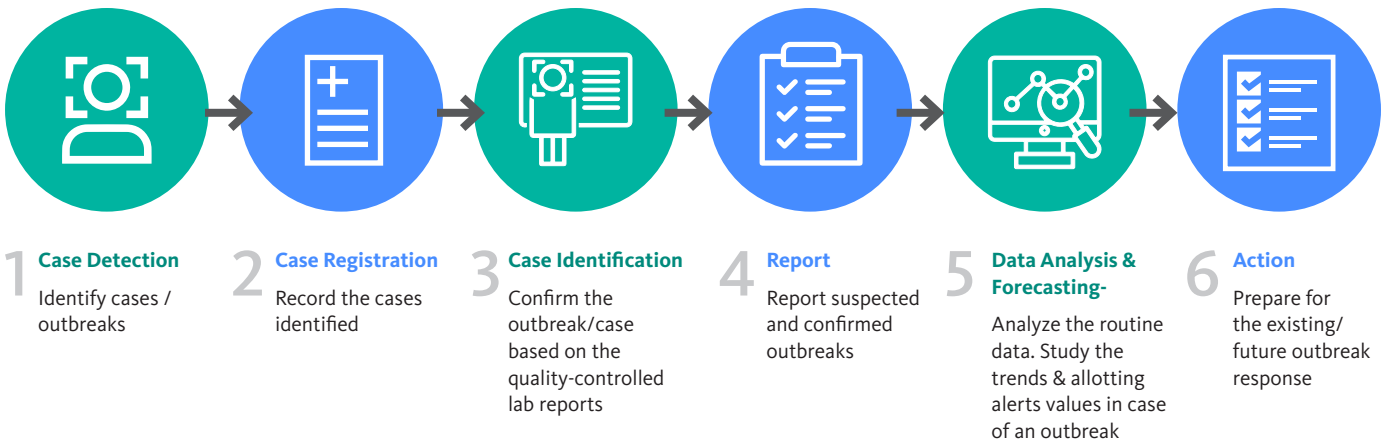 1
Case Detection
Identify cases /
outbreaks
2
Case Registration
Record the cases
identified
3
Case Identification
Confirm the
outbreak/case
based on the
quality-controlled
lab reports
4
Report
Report suspected
and confirmed
outbreaks
5
Data Analysis &
Forecasting-
Analyze the routine
data. Study the
trends & allotting
alerts values in case
of an outbreak
6
Action
Prepare for
the existing/
future outbreak
response